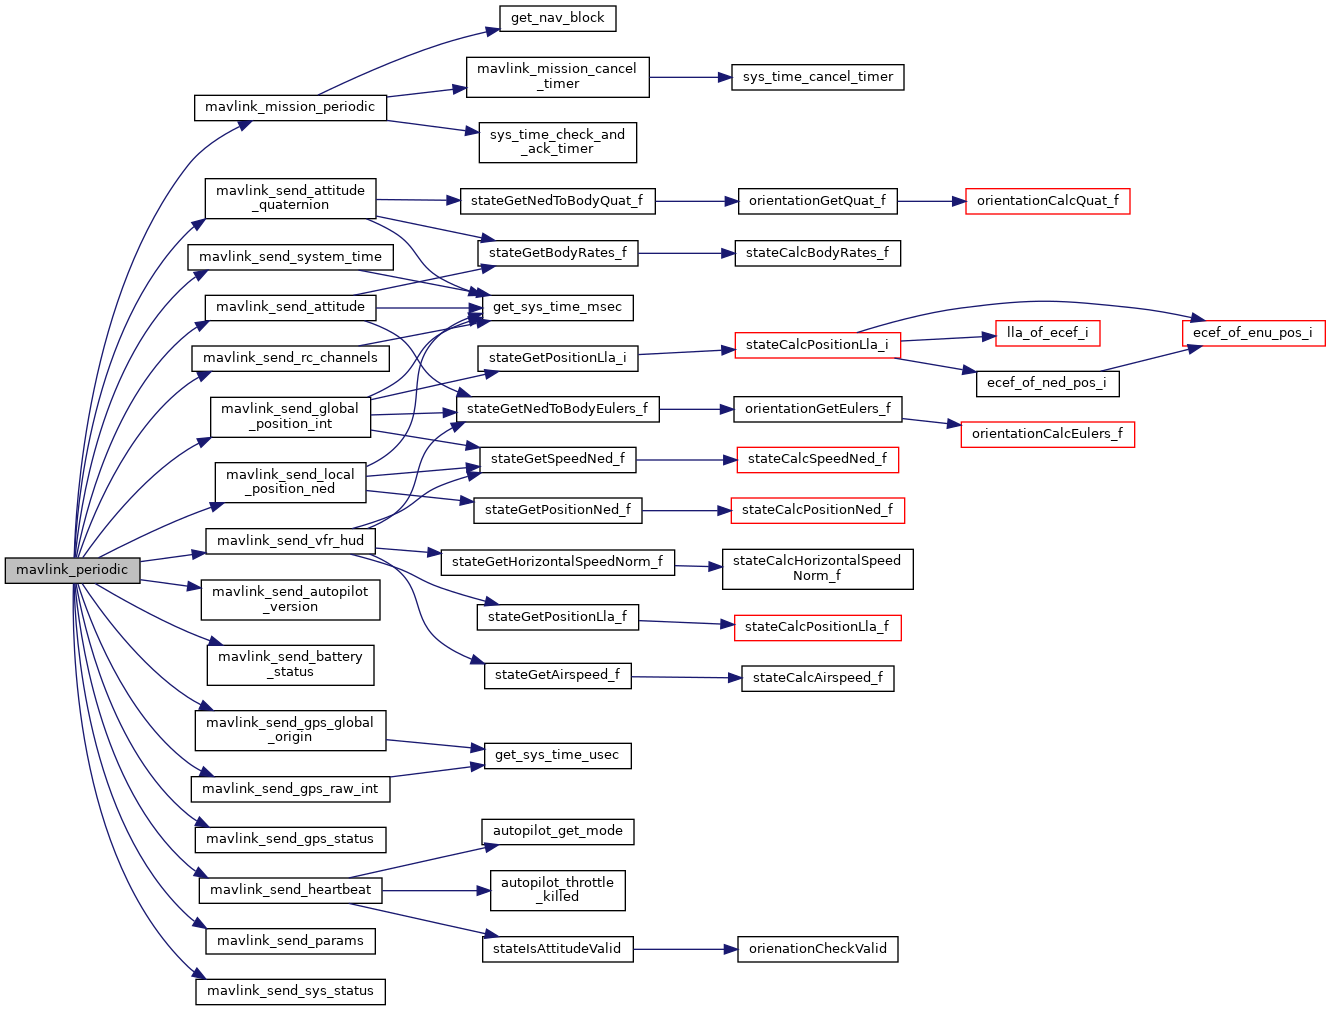 get_nav_block
mavlink_mission_cancel
_timer
sys_time_cancel_timer
mavlink_mission_periodic
sys_time_check_and
_ack_timer
mavlink_send_attitude
_quaternion
stateGetNedToBodyQuat_f
orientationGetQuat_f
orientationCalcQuat_f
mavlink_send_system_time
stateGetBodyRates_f
stateCalcBodyRates_f
mavlink_send_attitude
get_sys_time_msec
mavlink_send_rc_channels
stateGetPositionLla_i
stateCalcPositionLla_i
lla_of_ecef_i
ecef_of_enu_pos_i
ecef_of_ned_pos_i
mavlink_send_global
_position_int
stateGetNedToBodyEulers_f
orientationGetEulers_f
orientationCalcEulers_f
mavlink_send_local
_position_ned
stateGetSpeedNed_f
stateCalcSpeedNed_f
stateGetPositionNed_f
stateCalcPositionNed_f
mavlink_send_vfr_hud
stateGetHorizontalSpeedNorm_f
stateCalcHorizontalSpeed
Norm_f
mavlink_periodic
mavlink_send_autopilot
_version
stateGetPositionLla_f
stateCalcPositionLla_f
mavlink_send_battery
_status
stateGetAirspeed_f
stateCalcAirspeed_f
mavlink_send_gps_global
_origin
get_sys_time_usec
mavlink_send_gps_raw_int
mavlink_send_gps_status
autopilot_get_mode
mavlink_send_heartbeat
autopilot_throttle
_killed
mavlink_send_params
stateIsAttitudeValid
orienationCheckValid
mavlink_send_sys_status